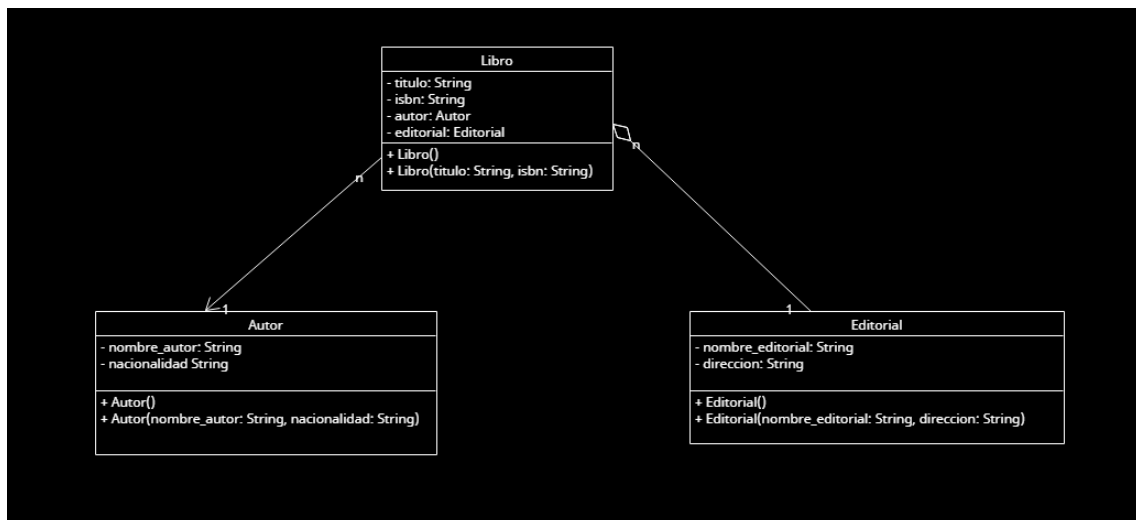 Libro
- titulo: String
- isbn: String
- autor: Autor
- editorial: Editorial
+ Libro()
+ Libro(titulo: String, isbn: String)
n
n
1
1
Autor
- nombre_autor: String
- nacionalidad String
+ Autor()
+ Autor(nombre_autor: String, nacionalidad: String)
Editorial
- nombre_editorial: String
- direccion: String
+ Editorial()
+ Editorial(nombre_editorial: String, direccion: String)